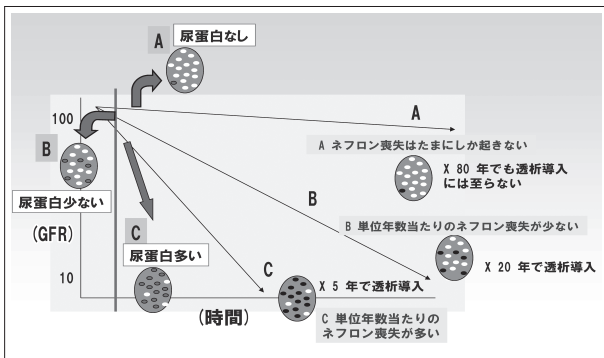 A
尿蛋白なし
100
A
A ネフロン喪失はたまにしか起きない
X 80 年でも透析導入
には至らない
B
尿蛋白少ない
(GFR)
B
B 単位年数当たりのネフロン喪失が少ない
X 20 年で透析導入
C
尿蛋白多い
10
C
X 5 年で透析導入
(時間)
C 単位年数当たりの
ネフロン喪失が多い